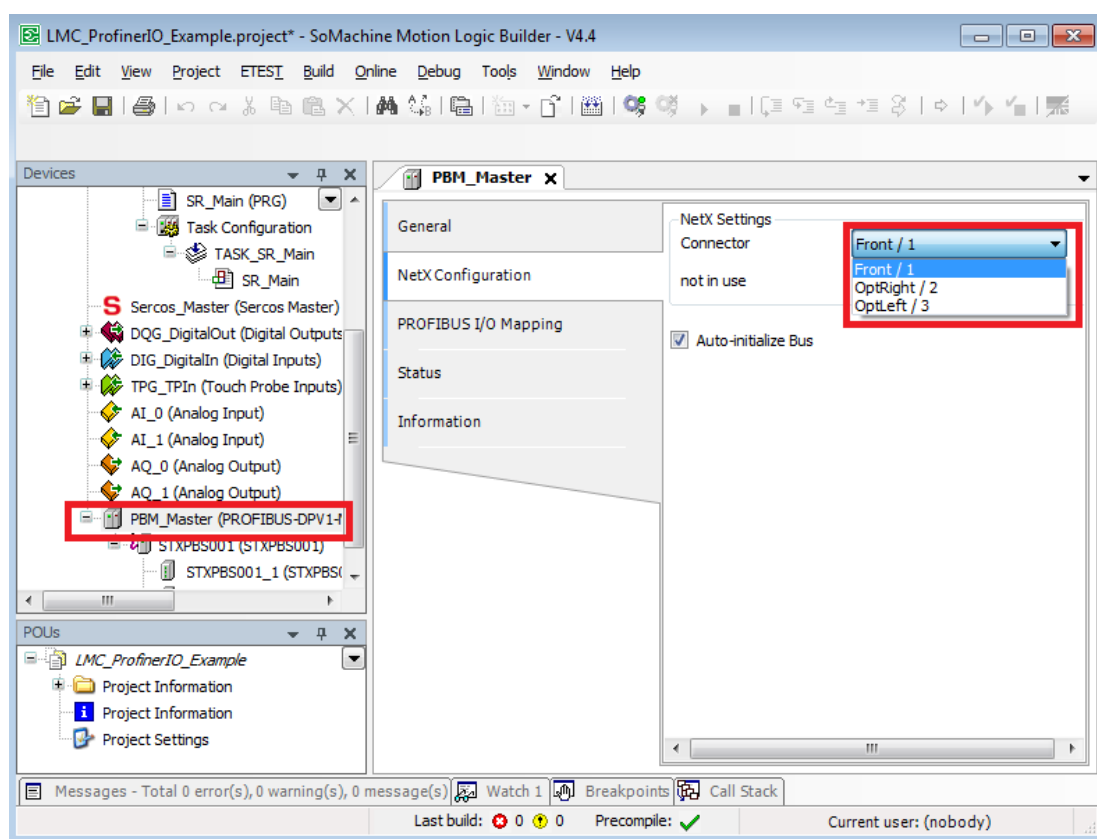 LMC_ProfinerIO_Example.project* - SoMachine Motion Logic Builder - V4.4
File Edit View Project ETEST Build Online Debug Tools Window Help
Devices
SR_Main (PRG)
Task Configuration
TASK_SR_Main
SR_Main
Sercos_Master (Sercos Master)
DQG_DigitalOut (Digital Outputs
DIG_DigitalIn (Digital Inputs)
TPG_TPIn (Touch Probe Inputs)
AI_0 (Analog Input)
AI_1 (Analog Input)
AQ_0 (Analog Output)
AQ_1 (Analog Output)
PBM_Master (PROFIBUS-DPV1-
STXPBS001 (STXPBS001)
STXPBS001_1 (STXPBS
POUs
LMC_ProfinerIO_Example
Project Information
Project Information
Project Settings
PBM_Master
General
NetX Configuration
PROFIBUS I/O Mapping
Status
Information
NetX Settings
Connector
Front / 1
Front / 1
OptRight / 2
OptLeft / 3
not in use
Auto-initialize Bus
Messages - Total 0 error(s), 0 warning(s), 0 message(s) Watch 1 Breakpoints Call Stack
Last build: 0 0 Precompile: Current user: (nobody)